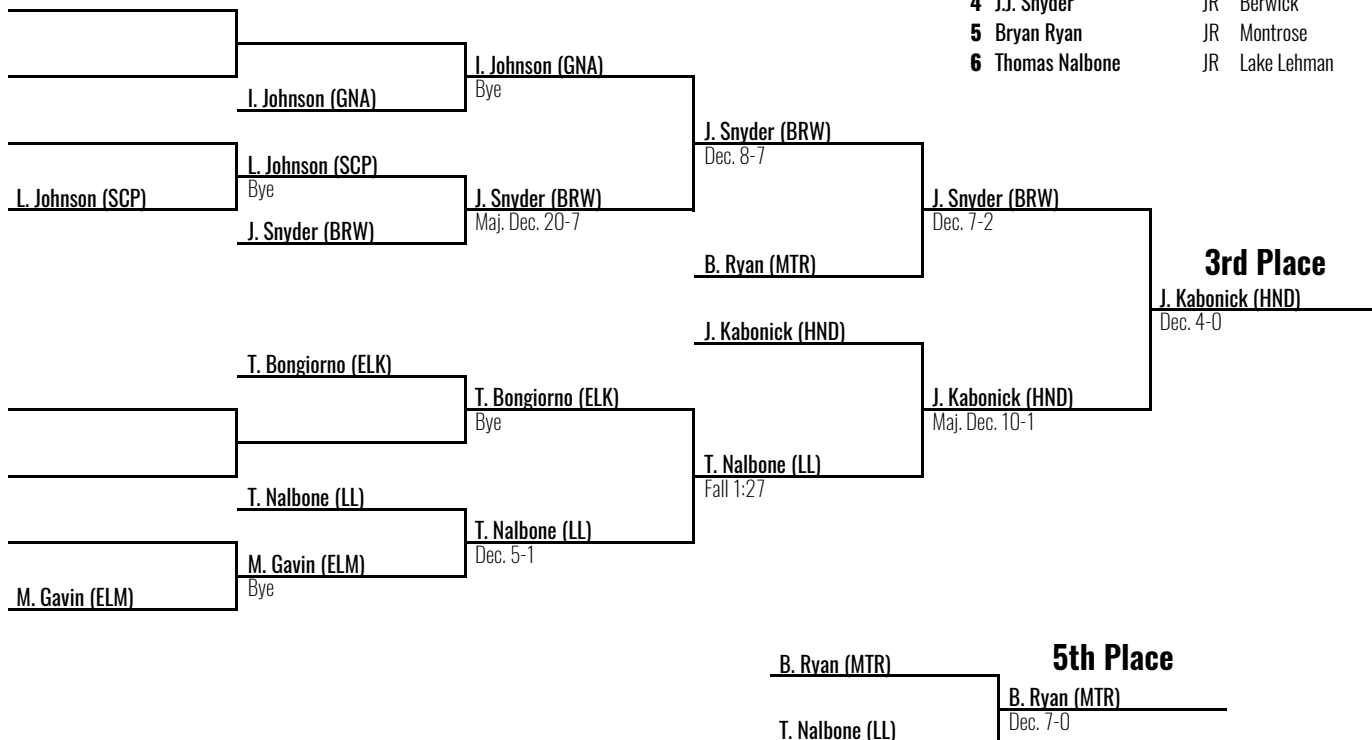 4 J.J. Snyder JR Berwick
5 Bryan Ryan JR Montrose
6 Thomas Nalbone JR Lake Lehman
I. Johnson (GNA)
Bye
I. Johnson (GNA)
J. Snyder (BRW)
Dec. 8-7
L. Johnson (SCP)
Bye
L. Johnson (SCP)
J. Snyder (BRW)
Maj. Dec. 20-7
J. Snyder (BRW)
J. Snyder (BRW)
Dec. 7-2
B. Ryan (MTR)
3rd Place
J. Kabonick (HND)
Dec. 4-0
J. Kabonick (HND)
T. Bongiorno (ELK)
T. Bongiorno (ELK)
Bye
J. Kabonick (HND)
Maj. Dec. 10-1
T. Nalbone (LL)
Fall 1:27
T. Nalbone (LL)
T. Nalbone (LL)
Dec. 5-1
M. Gavin (ELM)
Bye
M. Gavin (ELM)
5th Place
B. Ryan (MTR)
B. Ryan (MTR)
Dec. 7-0
T. Nalbone (LL)